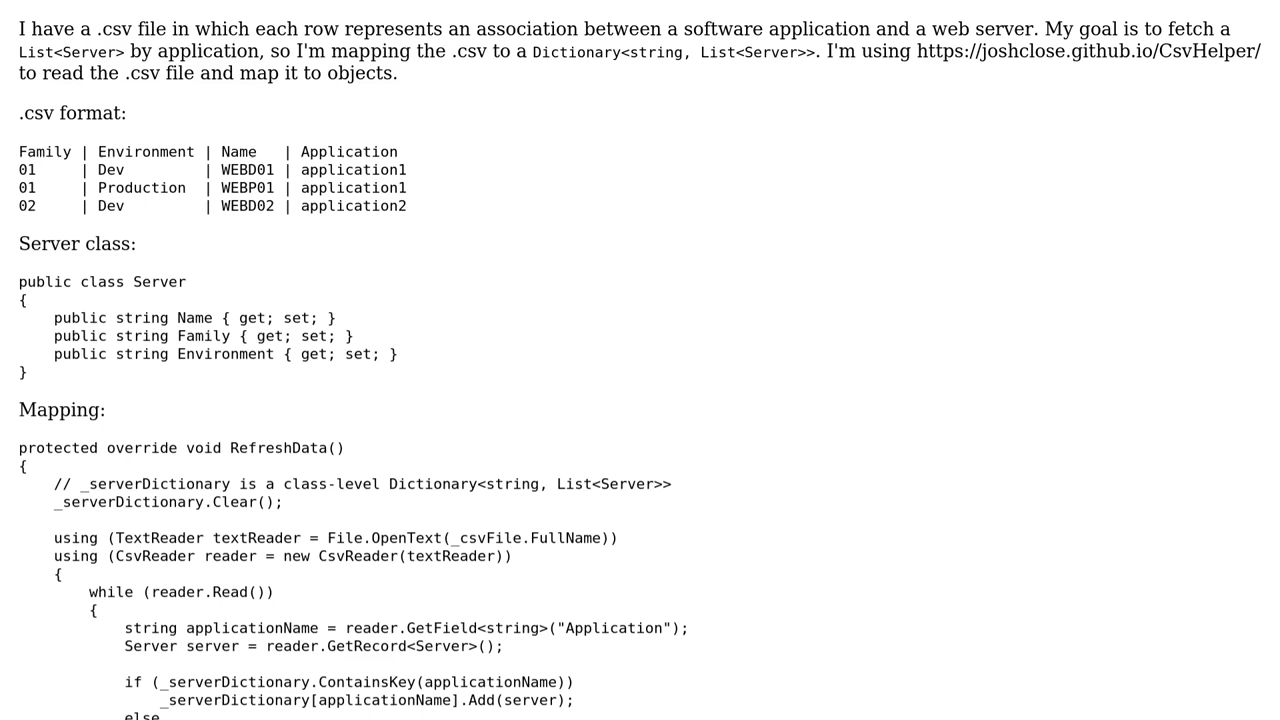 I have a .csv file in which each row represents an association between a software application and a web server. My goal is to fetch a
List<Server> by application, so I'm mapping the .csv to a Dictionary<string, List<Server>>. I'm using https://joshclose.github.io/CsvHelper/
to read the .csv file and map it to objects.
.csv format:
Family | Environment | Name   | Application
01     | Dev         | WEBD01 | application1
01     | Production  | WEBP01 | application1
02     | Dev         | WEBD02 | application2
Server class:
public class Server
{
    public string Name { get; set; }
    public string Family { get; set; }
    public string Environment { get; set; }
}
Mapping:
protected override void RefreshData()
{
    // _serverDictionary is a class-level Dictionary<string, List<Server>>
    _serverDictionary.Clear();
    using (TextReader textReader = File.OpenText(_csvFile.FullName))
    using (CsvReader reader = new CsvReader(textReader))
    {
        while (reader.Read())
        {
            string applicationName = reader.GetField<string>("Application");
            Server server = reader.GetRecord<Server>();
            if (_serverDictionary.ContainsKey(applicationName))
                _serverDictionary[applicationName].Add(server);
            else